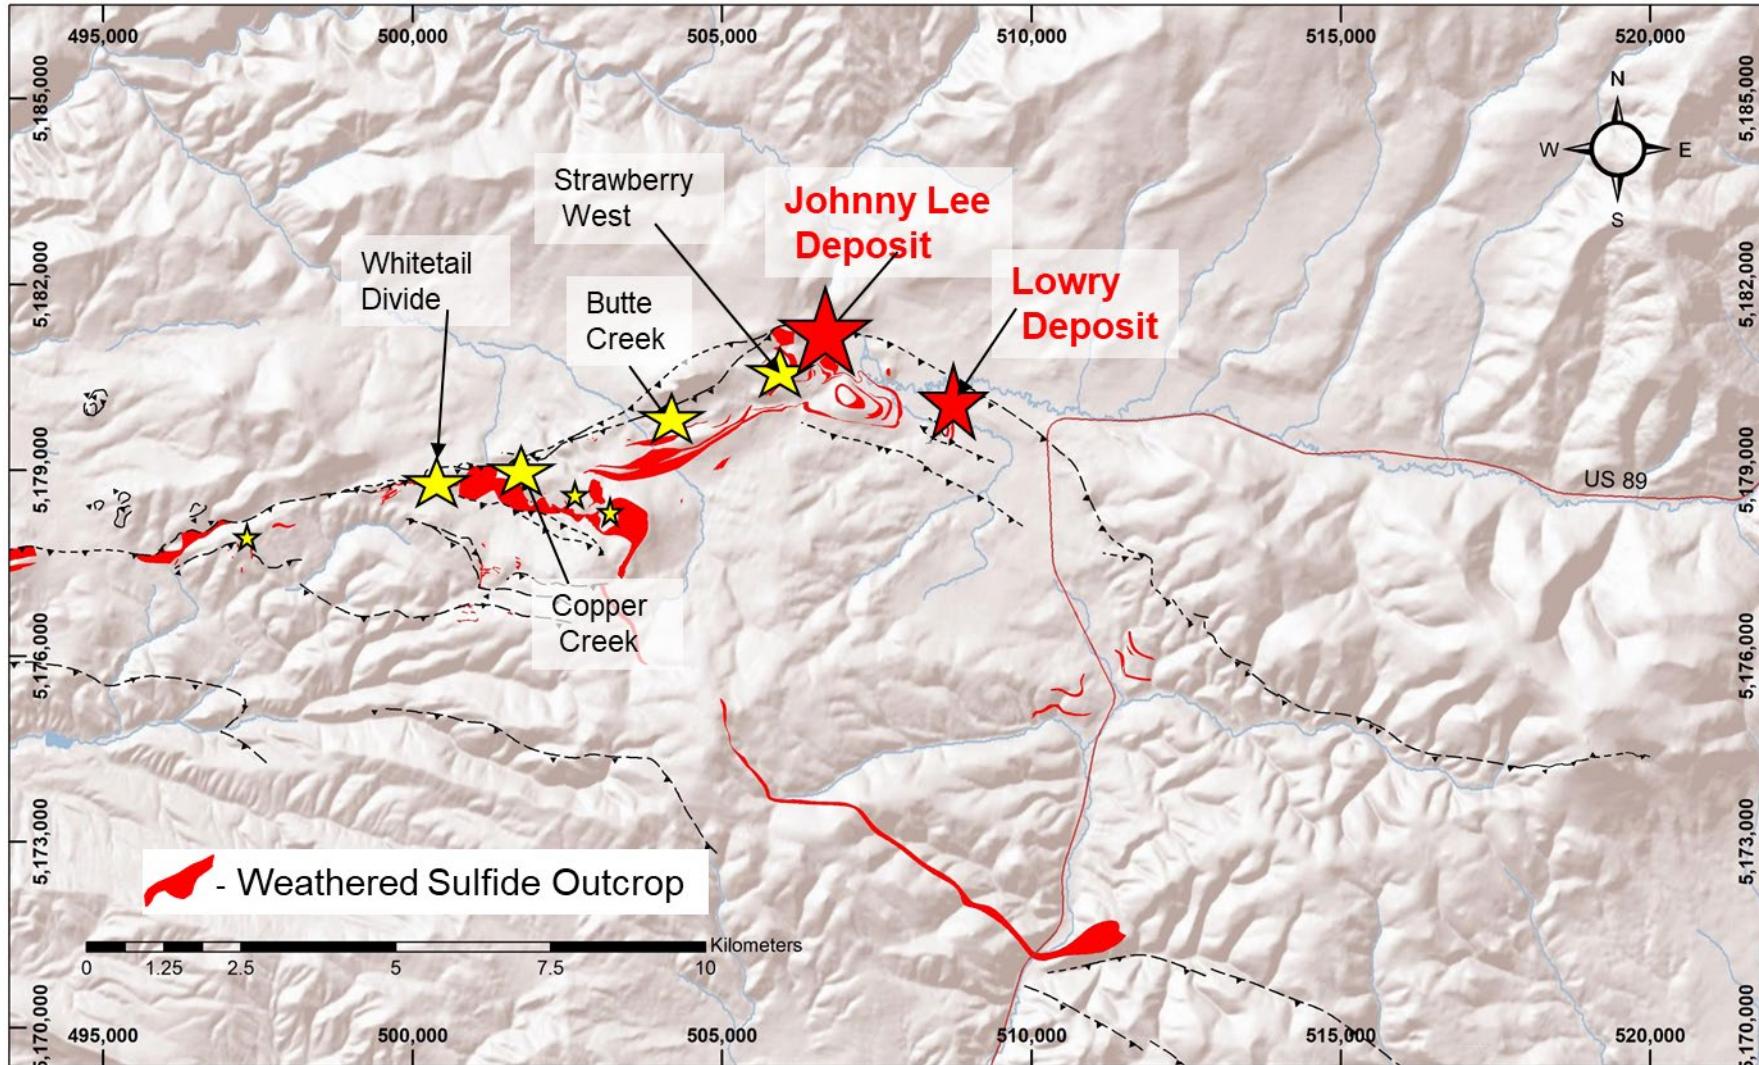 495,000
500,000
505,000
510,000
515,000
520,000
5,185,000
5,185,000
N
W
E
S
Strawberry
West
Johnny Lee
Deposit
Whitetail
Divide
Butte
Creek
Lowry
Deposit
5,182,000
5,182,000
5,179,000
5,179,000
US 89
Copper
Creek
5,176,000
5,176,000
5,173,000
5,173,000
- Weathered Sulfide Outcrop
Kilometers
0
1.25
2.5
5
7.5
10
5,170,000
5,170,000
495,000
500,000
505,000
510,000
515,000
520,000